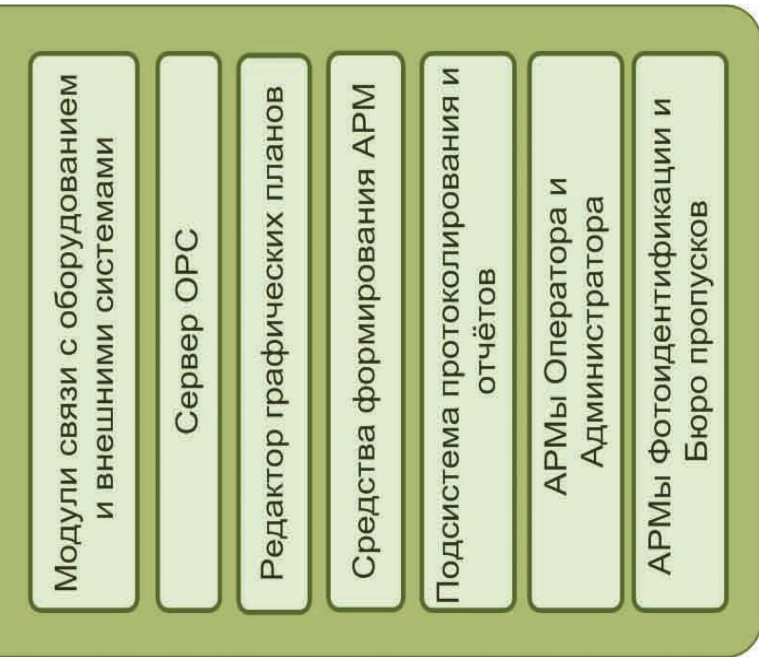 Модули связи с оборудованием
и внешними системами
Сервер ОРС
Редактор графических планов
Средства формирования АРМ
Подсистема протоколирования и
отчётов
АРМы Оператора и
Администратора
АРМы Фотоидентификации и
Бюро пропусков